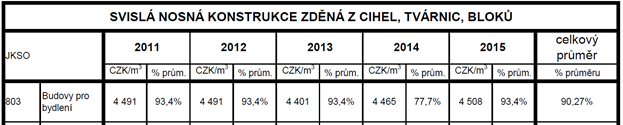 SVISLÁ NOSNÁ KONSTRUKCE ZDĚNÁ Z CIHEL, TVÁRNIC, BLOKŮ
JKSO 2011 2012 2013 2014 2015 celkový průměr
CZK/m³ % prům. CZK/m³ % prům. CZK/m³ % prům. CZK/m³ % prům. CZK/m³ % prům. % průměru
803 Budovy pro bydlení 4 491 93,4% 4 491 93,4% 4 401 93,4% 4 465 77,7% 4 508 93,4% 90,27%